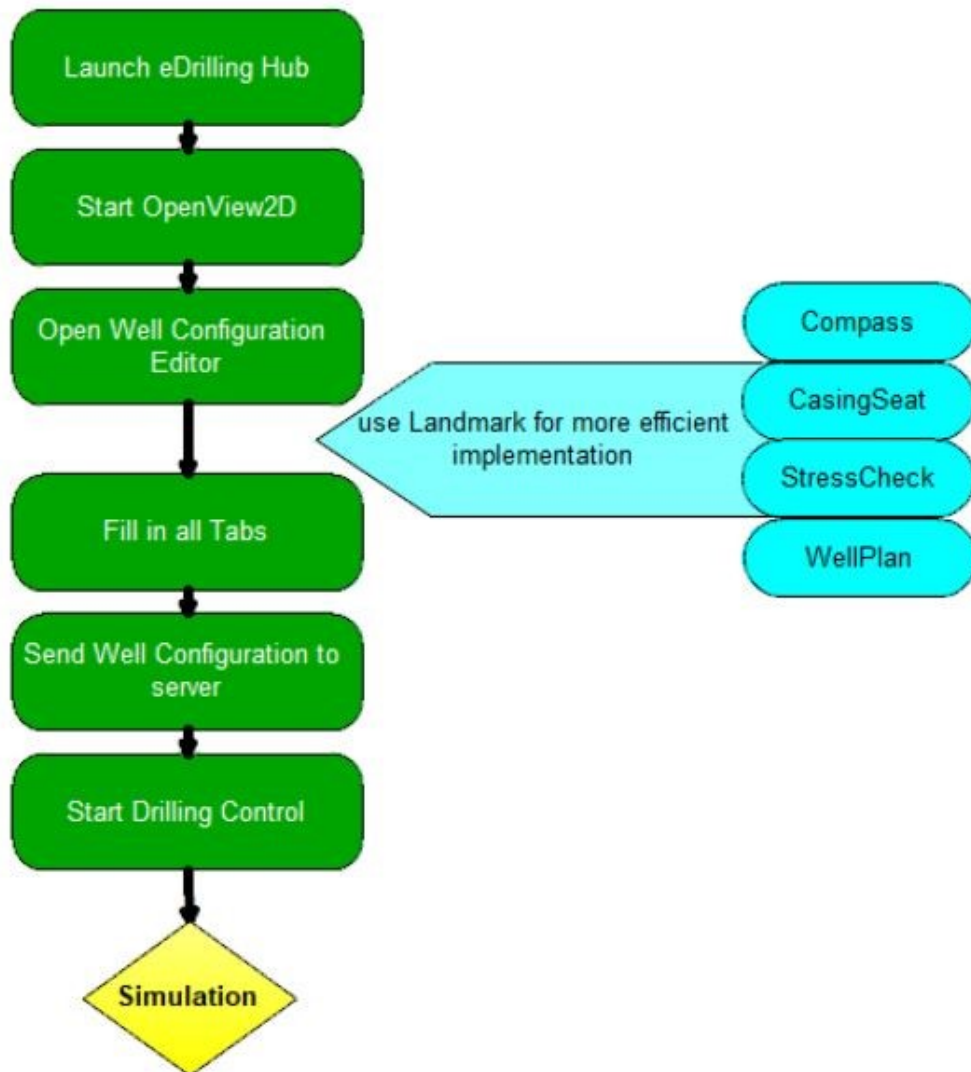 Launch eDrilling Hub
Start OpenView2D
Open Well Configuration
Editor
Compass
CasingSeat
use Landmark for more efficient
implementation
StressCheck
WellPlan
Fill in all Tabs
Send Well Configuration to
server
Start Drilling Control
Simulation